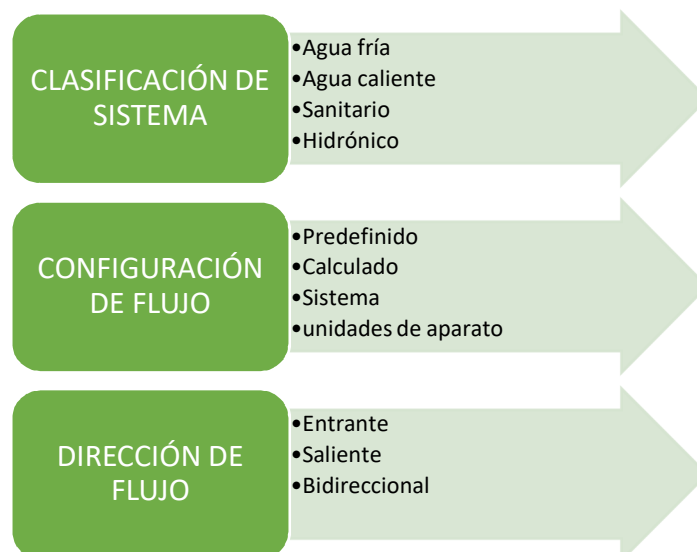 CLASIFICACIÓN DE
SISTEMA
•Agua fría
•Agua caliente
•Sanitario
•Hidrónico
CONFIGURACIÓN
DE FLUJO
•Predefinido
•Calculado
•Sistema
•unidades de aparato
DIRECCIÓN DE
FLUJO
•Entrante
•Saliente
•Bidireccional